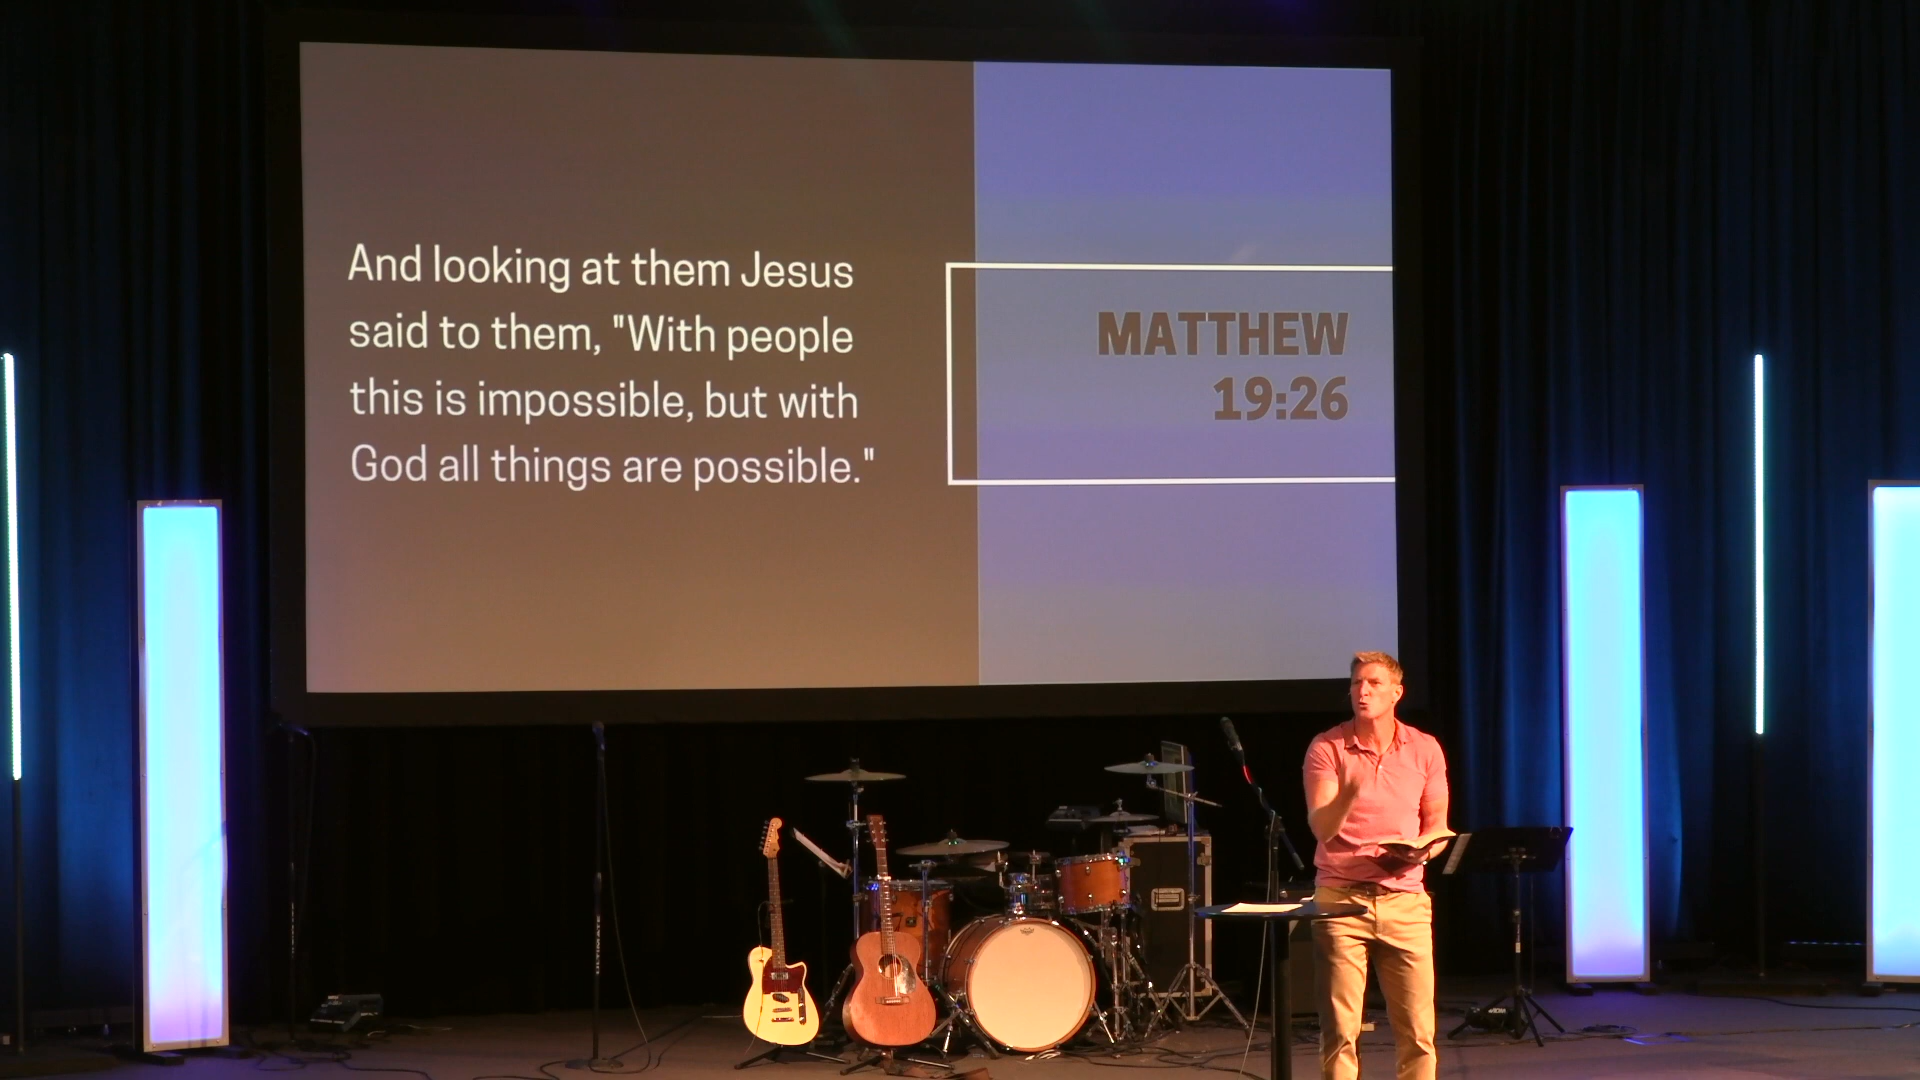 And looking at them Jesus
said to them, "With people
this is impossible, but with
God all things are possible."
MATTHEW
19:26